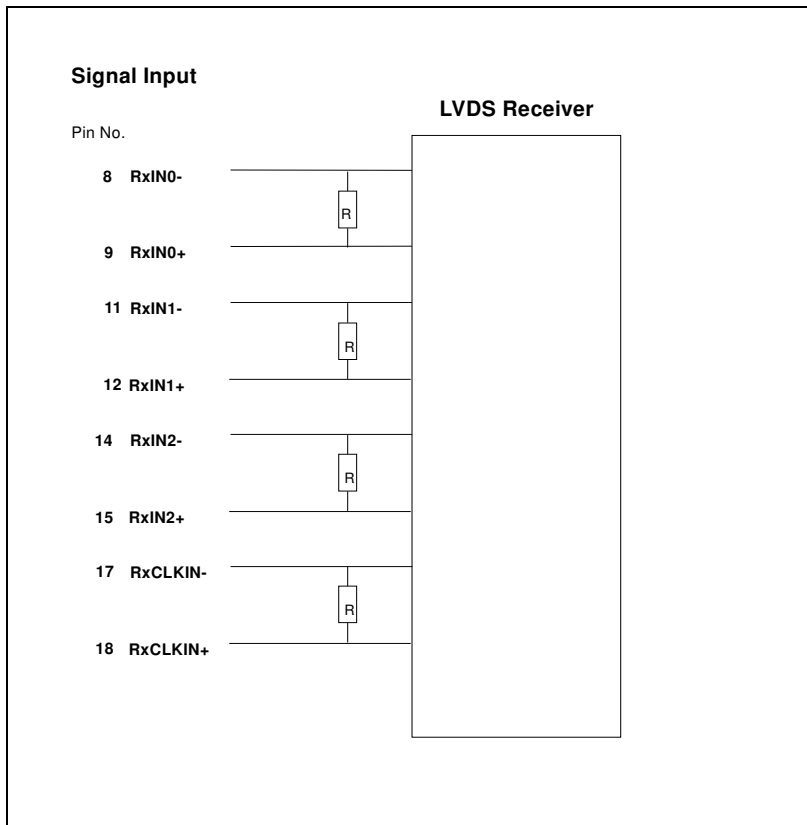 Signal Input
LVDS Receiver
Pin No.
8 RxIN0-
R
9 RxIN0+
11 RxIN1-
R
12 RxIN1+
14 RxIN2-
R
15 RxIN2+
17 RxCLKIN-
R
18 RxCLKIN+